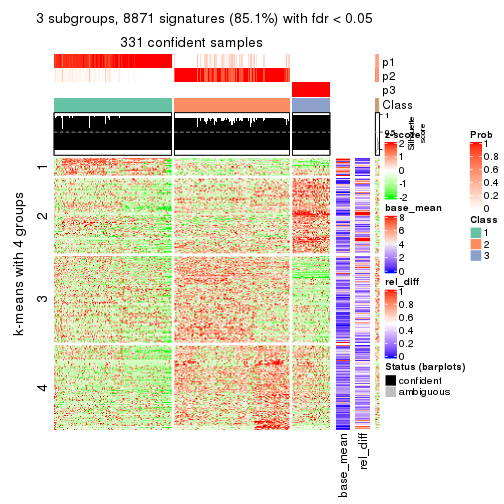 3 subgroups, 8871 signatures (85.1%) with fdr < 0.05
331 confident samples
p1
p2
p3
Class
1
0.5
Silhouette
score
k-means with 4 groups
1
2
3
4
base_mean
rel_diff
z-score
2
1
0
-1
-2
base_mean
8
6
4
2
0
rel_diff
1
0.8
0.6
0.4
0.2
0
Status (barplots)
confident
ambiguous
Prob
1
0.8
0.6
0.4
0.2
0
Class
1
2
3